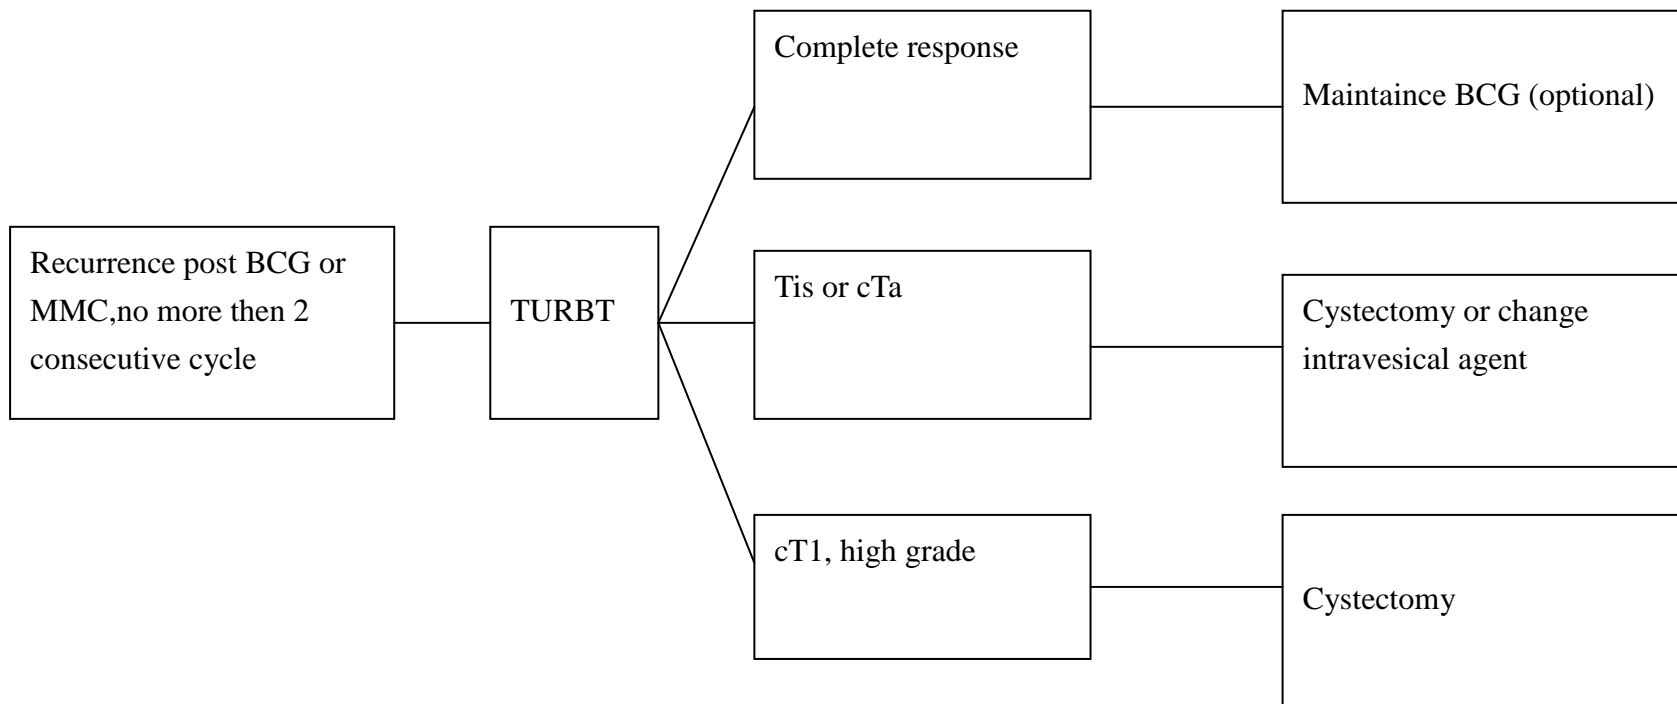 Recurrence post BCG or
MMC,no more then 2
consecutive cycle
TURBT
Complete response
Maintaince BCG (optional)
Tis or cTa
Cystectomy or change
intravesical agent
cT1, high grade
Cystectomy